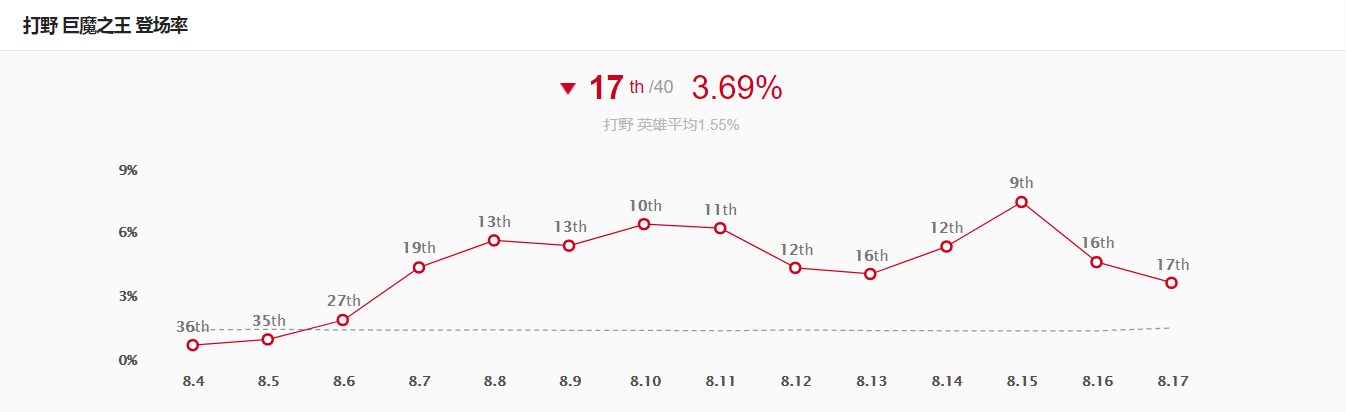 打野 巨魔之王 登场率
▼ 17 th /40 3.69%
打野 英雄平均1.55%
9%
6%
3%
0%
36th 35th 27th 19th 13th 13th 10th 11th 12th 16th 12th 9th 16th 17th
8.4 8.5 8.6 8.7 8.8 8.9 8.10 8.11 8.12 8.13 8.14 8.15 8.16 8.17